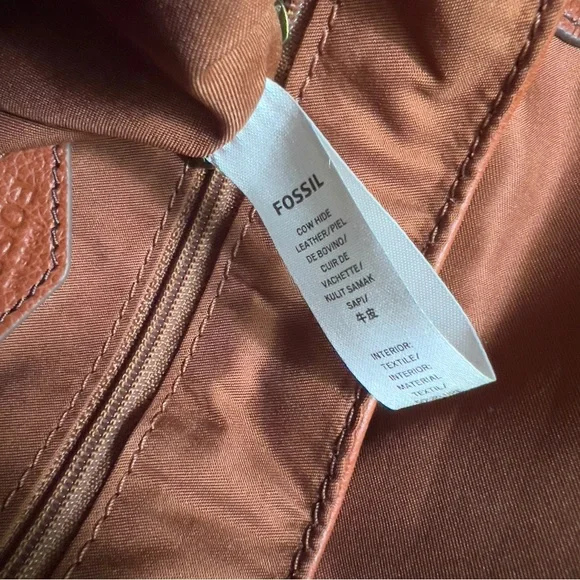 FOSSIL
COW HIDE
LEATHER/PIEL
DE BOVINO/
CUIR DE
VACHETTE/
KULIT SAMAK
SAPI/
牛皮
INTERIOR:
TEXTILE/
INTERIOR:
MATERIAL
TEXTIL/